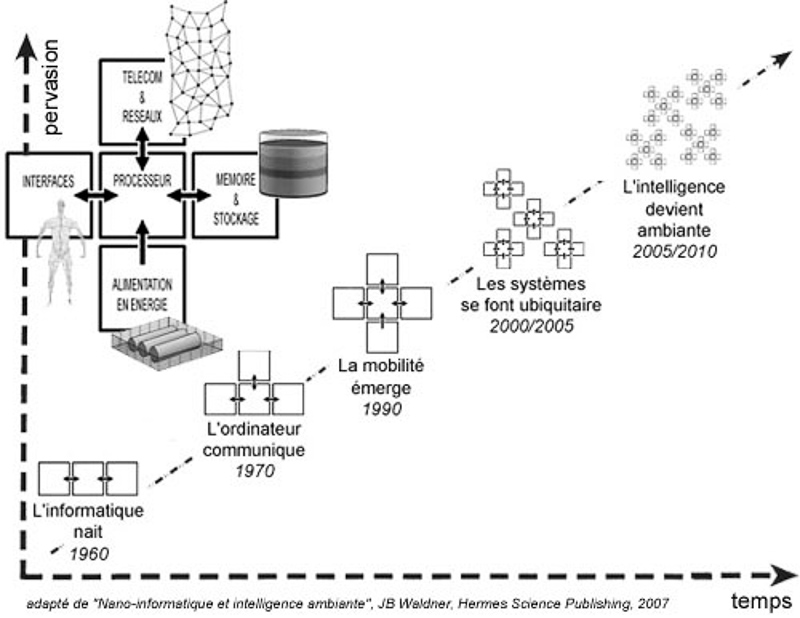 pervasion
TELECOM
&
RESEAUX
INTERFACES
PROCESSEUR
MEMOIRE
&
STOCKAGE
ALIMENTATION
EN ENERGIE
L'informatique
nait
1960
L'ordinateur
communique
1970
La mobilité
émerge
1990
Les systèmes
se font ubiquitaire
2000/2005
L'intelligence
devient
ambiante
2005/2010
temps
adapté de "Nano-informatique et intelligence ambiante", JB Waldner, Hermes Science Publishing, 2007